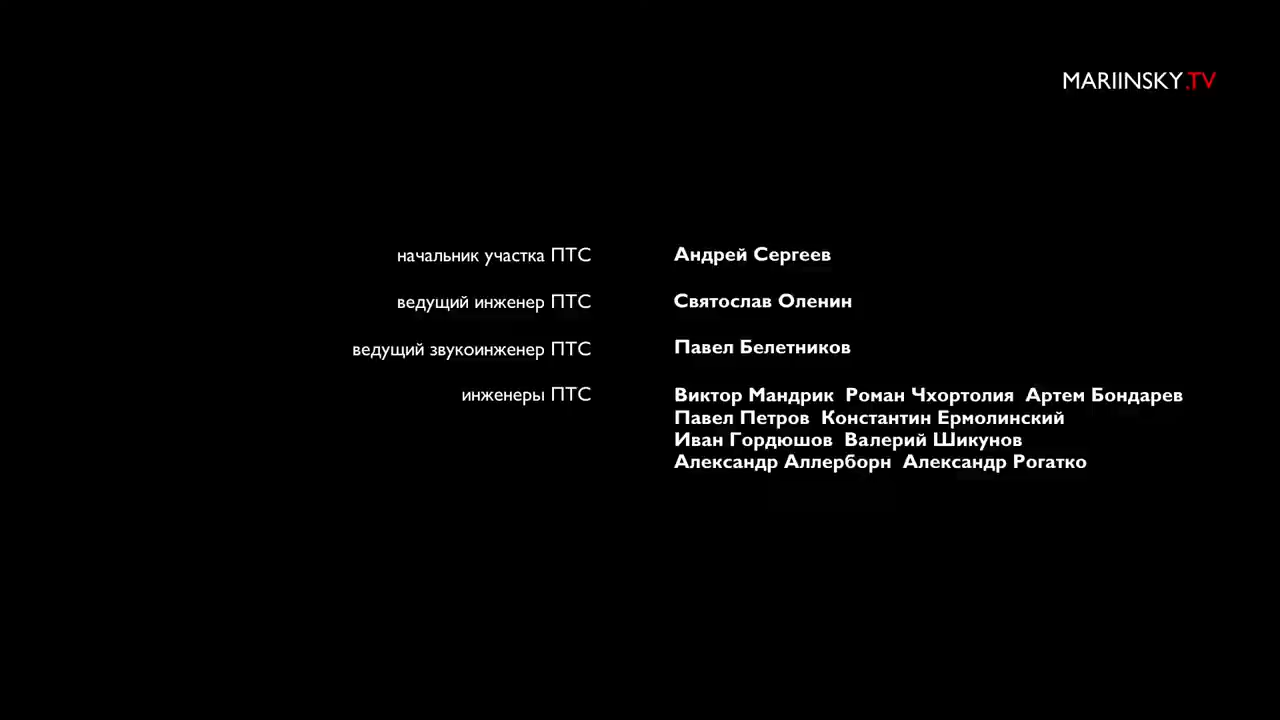 MARIINSKY.TV
начальник участка ПТС Андрей Сергеев
ведущий инженер ПТС Святослав Оленин
ведущий звукоинженер ПТС Павел Белетников
инженеры ПТС Виктор Мандрик Роман Чхортолия Артем Бондарев
Павел Петров Константин Ермолинский
Иван Гордюшов Валерий Шикунов
Александр Аллерборн Александр Рогатко